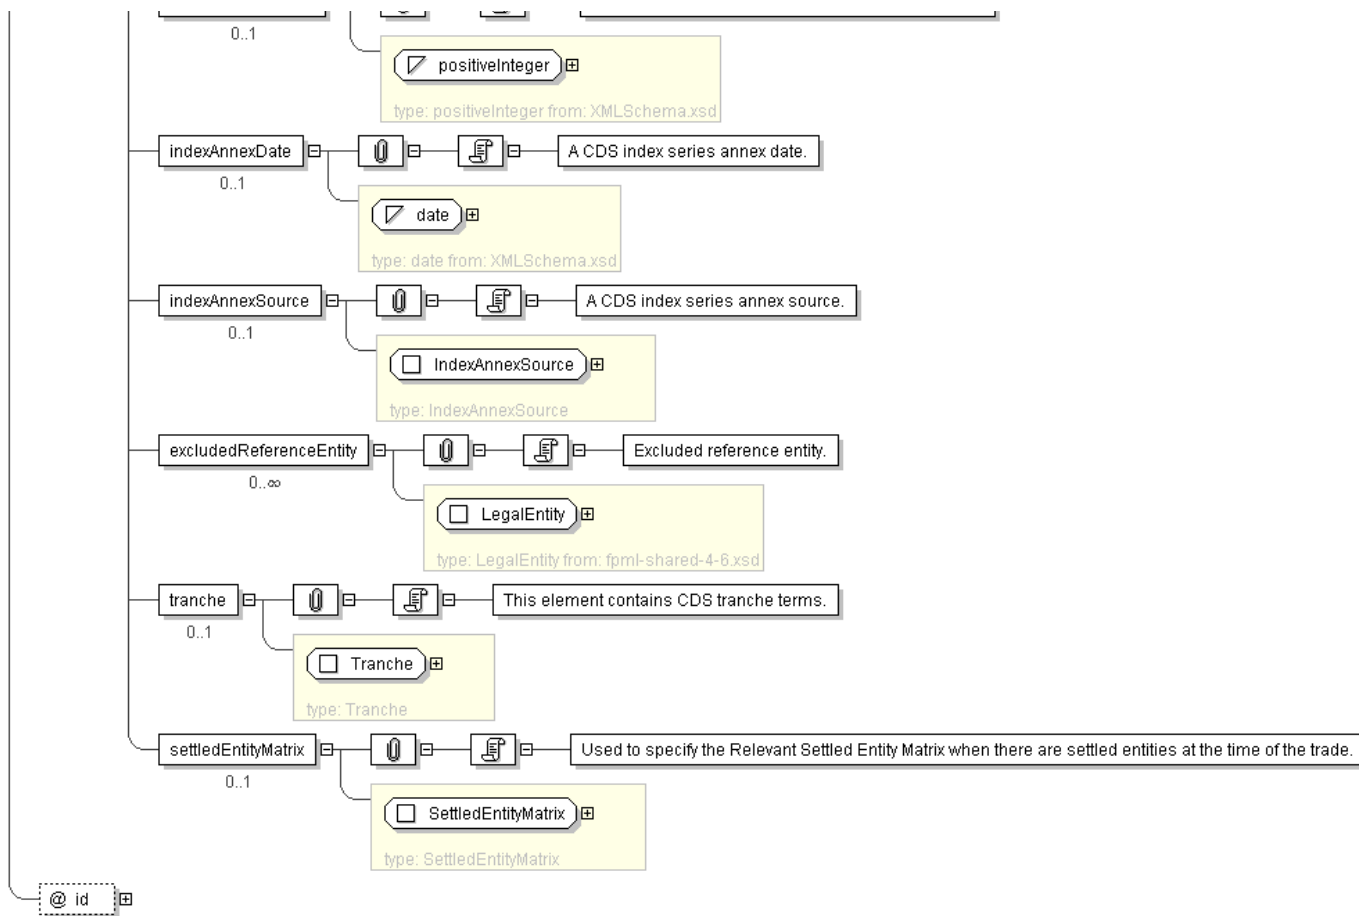 0..1
positiveInteger
type: positiveInteger from: XMLSchema.xsd
indexAnnexDate
A CDS index series annex date.
0..1
date
type: date from: XMLSchema.xsd
indexAnnexSource
A CDS index series annex source.
0..1
IndexAnnexSource
type: IndexAnnexSource
excludedReferenceEntity
Excluded reference entity.
0..∞
LegalEntity
type: LegalEntity from: fpml-shared-4-6.xsd
tranche
This element contains CDS tranche terms.
0..1
Tranche
type: Tranche
settledEntityMatrix
Used to specify the Relevant Settled Entity Matrix when there are settled entities at the time of the trade.
0..1
SettledEntityMatrix
type: SettledEntityMatrix
@ id